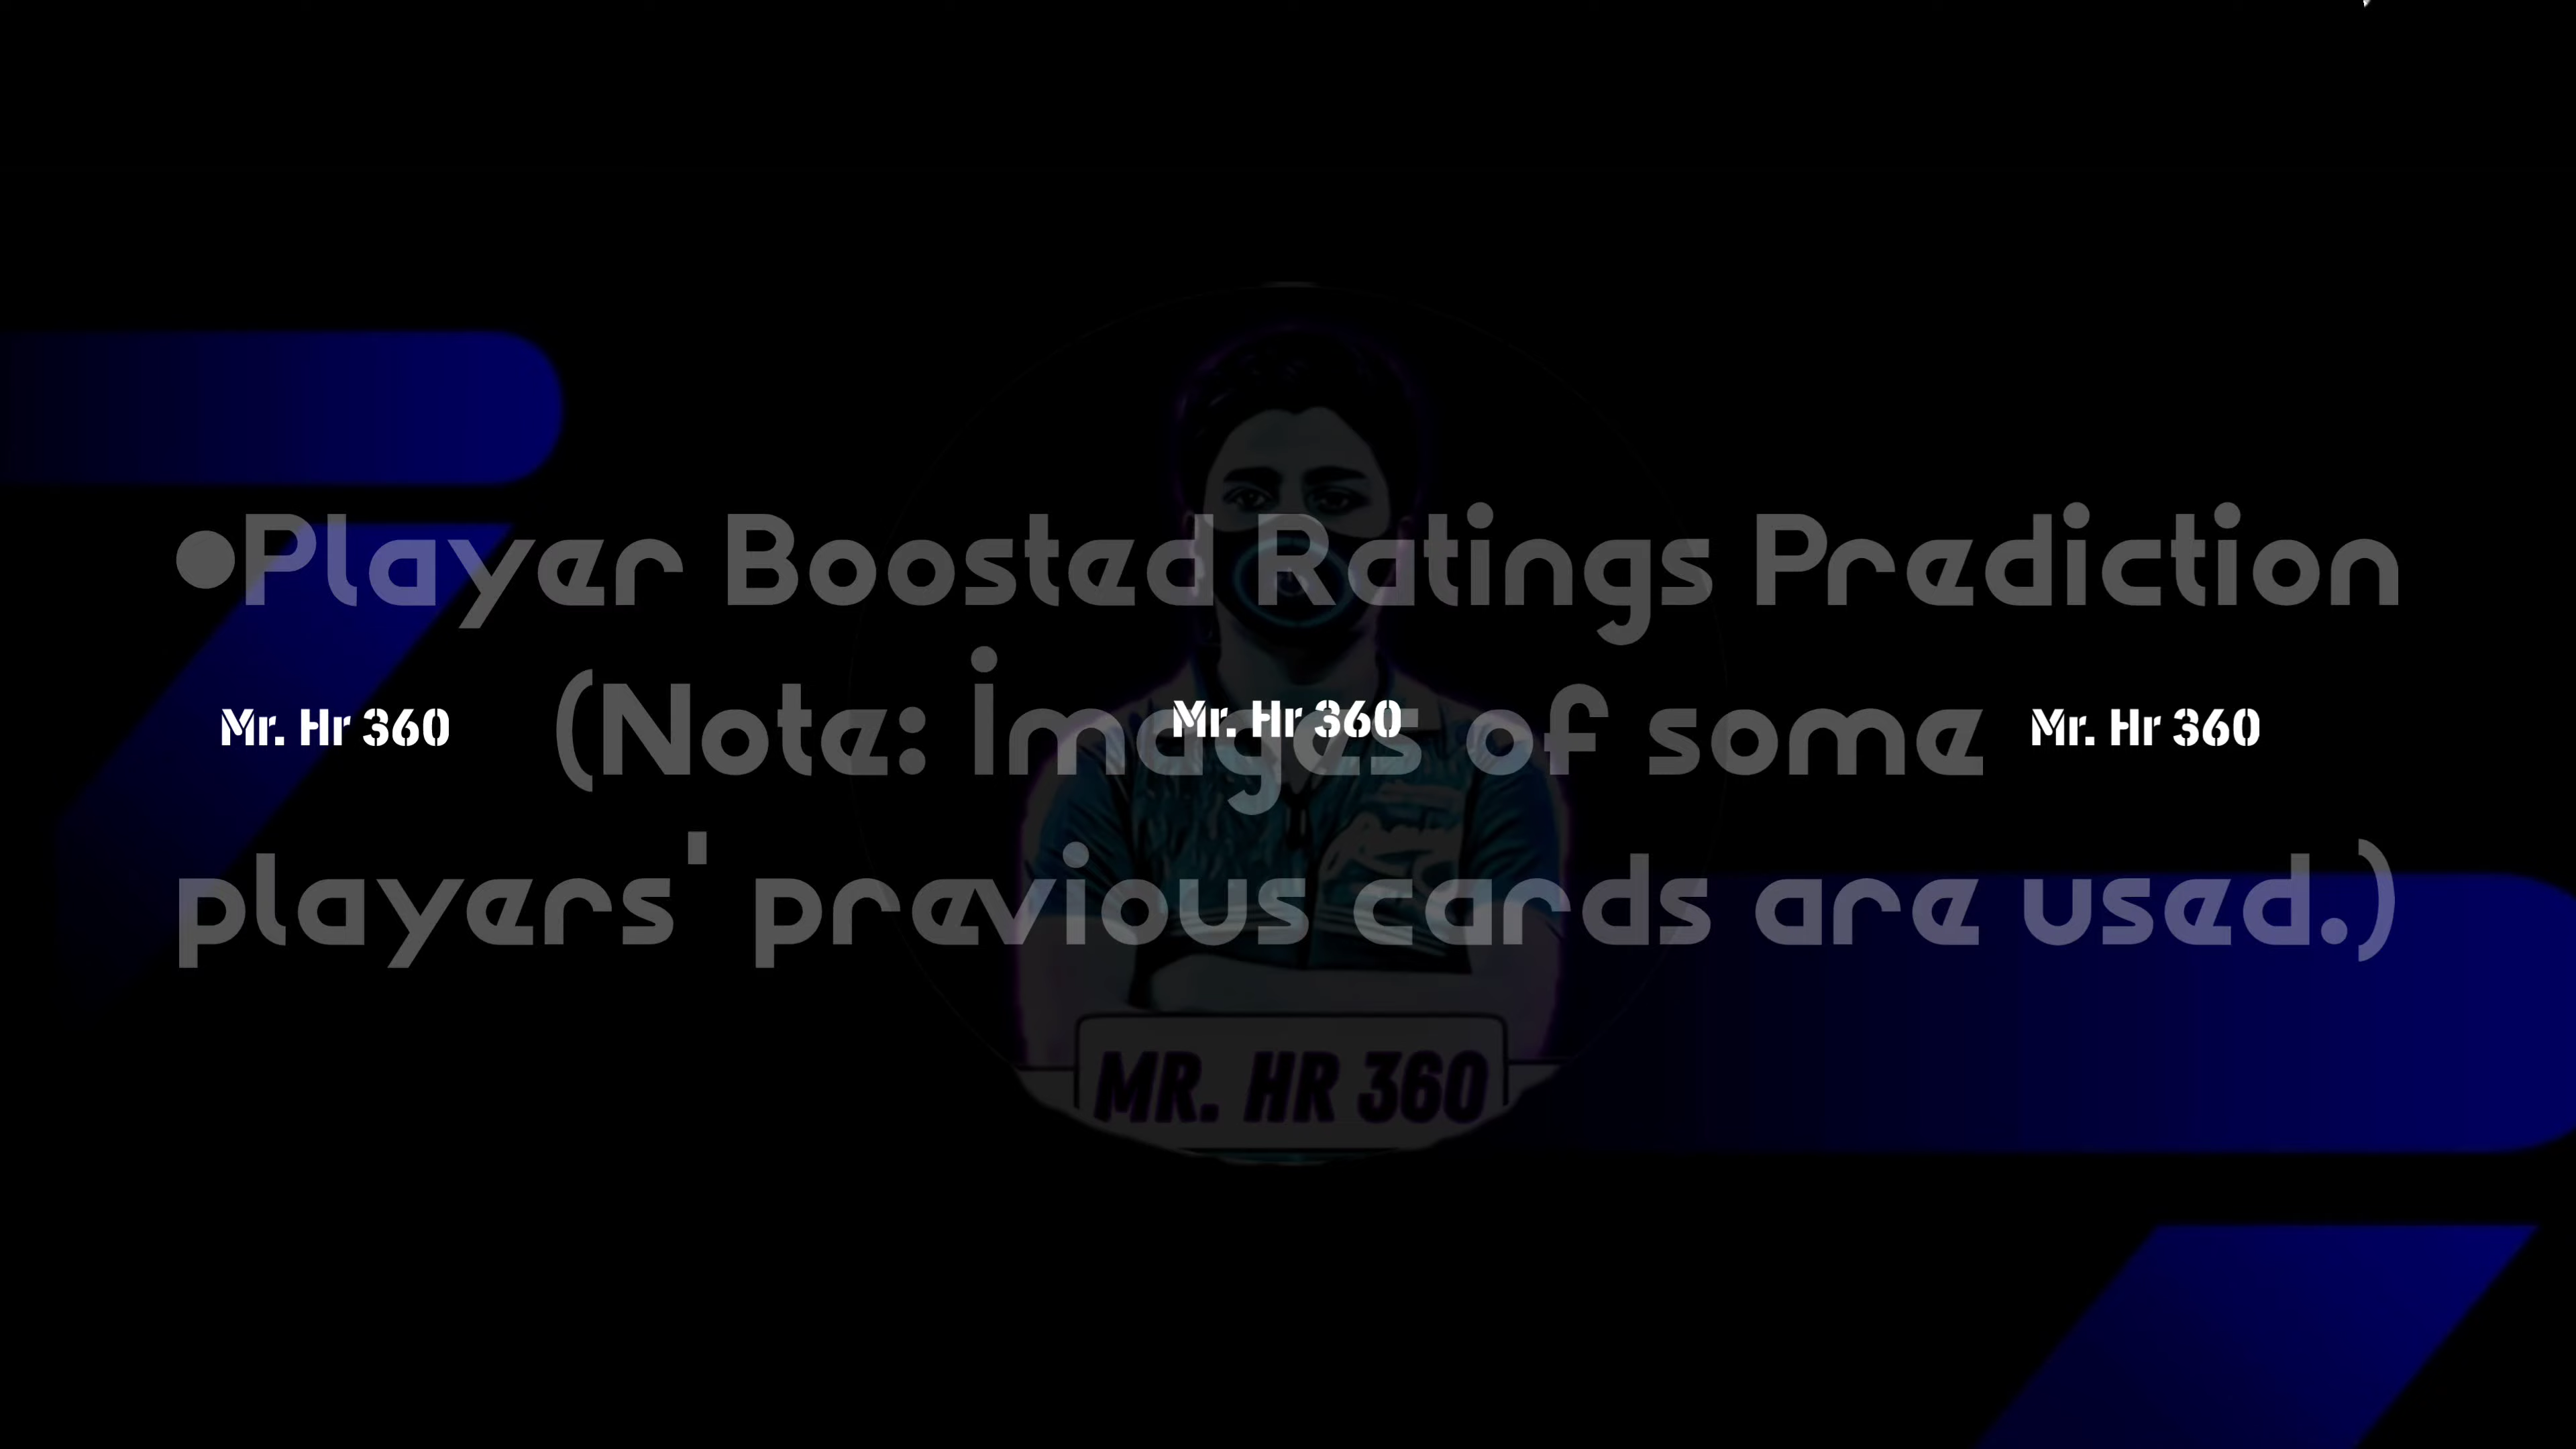 ●Player Boosted Ratings Prediction
(Note: İmages of some
players' previous cards are used.)
Mr. Hr 360
Mr. Hr 360
Mr. Hr 360
MR. HR 360